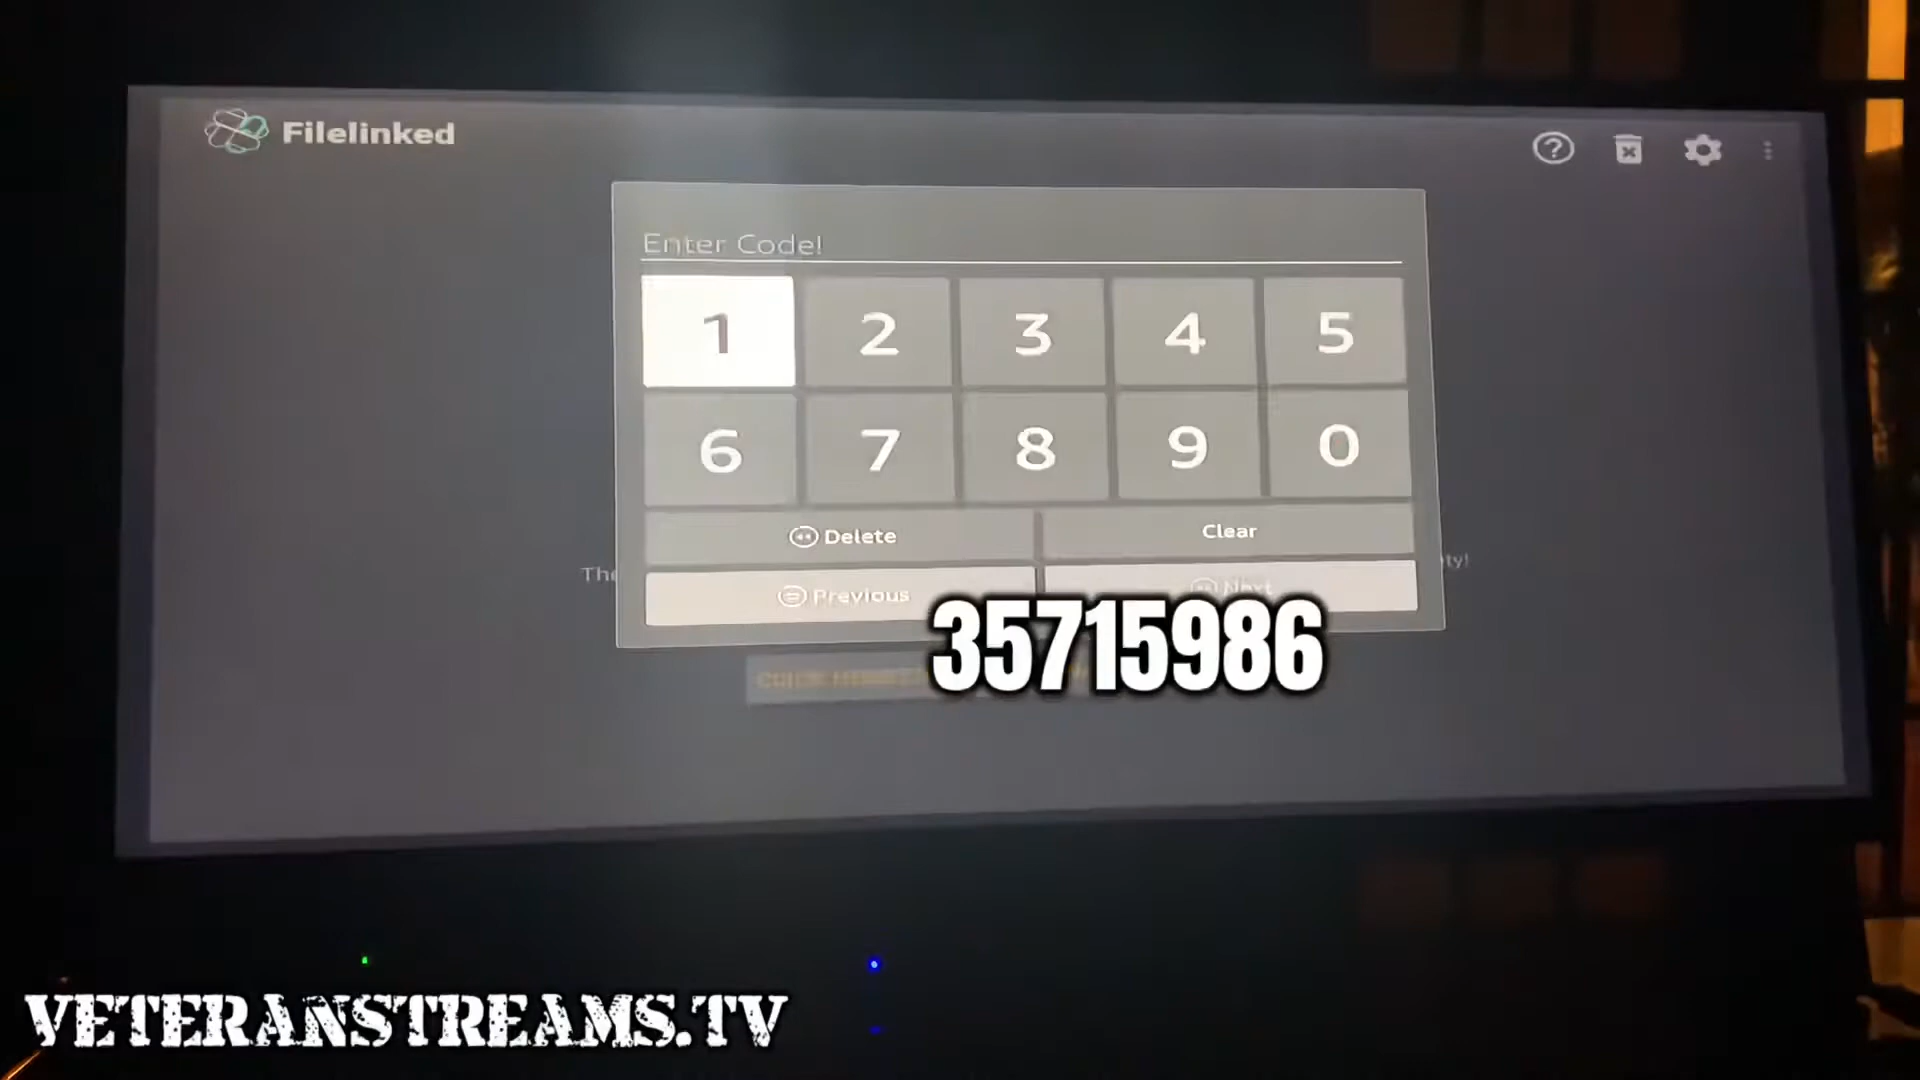 Filelinked
Enter Code!
1 2 3 4 5
6 7 8 9 0
Delete Clear
Previous Next
35715986
VETERANSTREAMS.TV